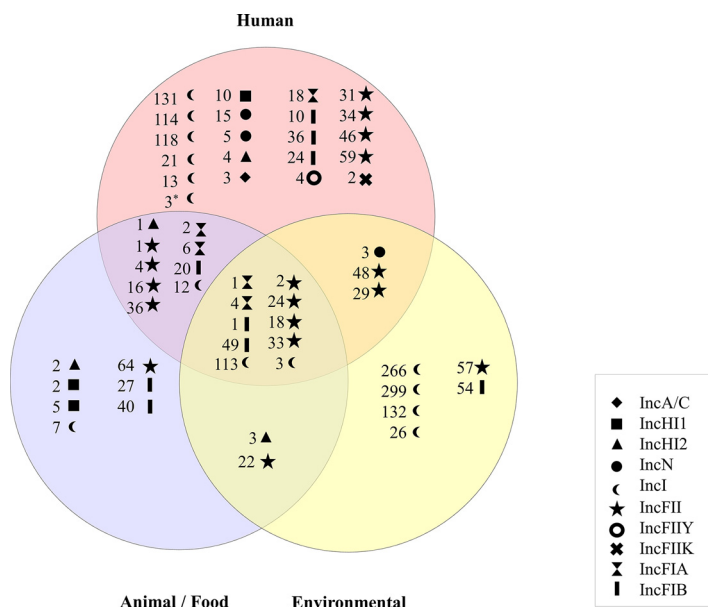 Human
131 10 18 31
114 15 10 34
118 5 36 46
21 4 24 59
13 3 4 2
3*
1 2
1 6
4 20
16 12
36
3
48
29
1 2
4 24
1 18
49 33
113 3
2 64
2 27
5 40
7
266 57
299 54
132
26
3
22
IncA/C
IncHI1
IncHI2
IncN
IncI
IncFII
IncFIIY
IncFIIK
IncFIA
IncFIB
Animal / Food Environmental